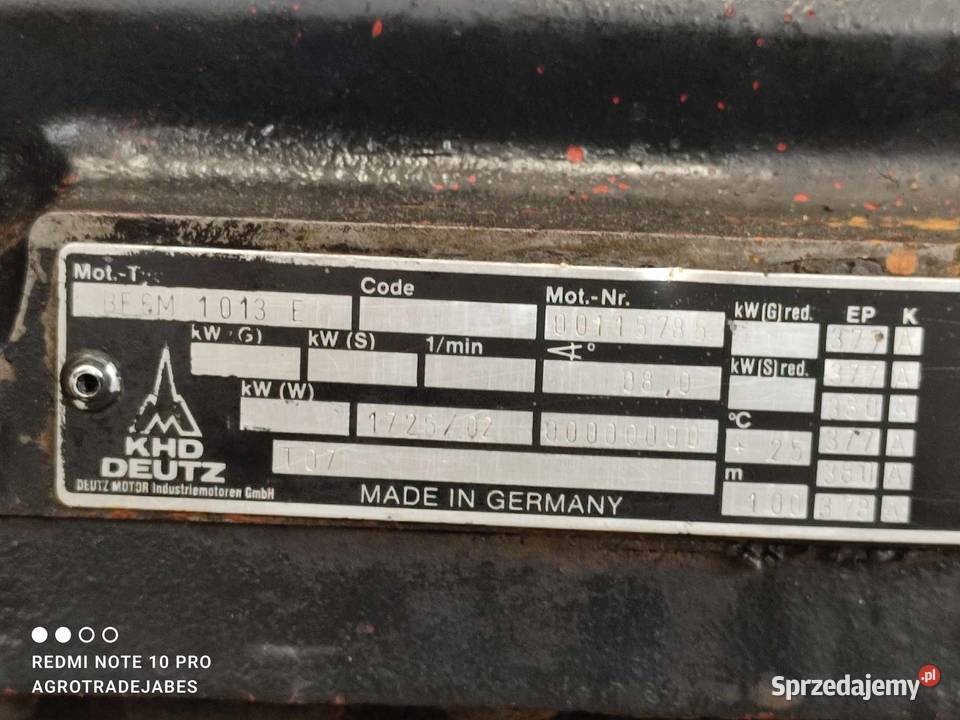 Mot.-T.
Code
Mot.-Nr.
kW(G)red.
EP
K
BF6M 1013 E
00115785
377
A
kW (G)
kW (S)
1/min
∢°
kW(S)red.
377
A
08,0
380
A
kW (W)
°C
1726/02
00000000
+ 25
377
A
KHD
DEUTZ
DEUTZ MOTOR Industriemotoren GmbH
T07
m
380
A
MADE IN GERMANY
100
378
A
REDMI NOTE 10 PRO
AGROTRADEJABES
Sprzedajemy.pl